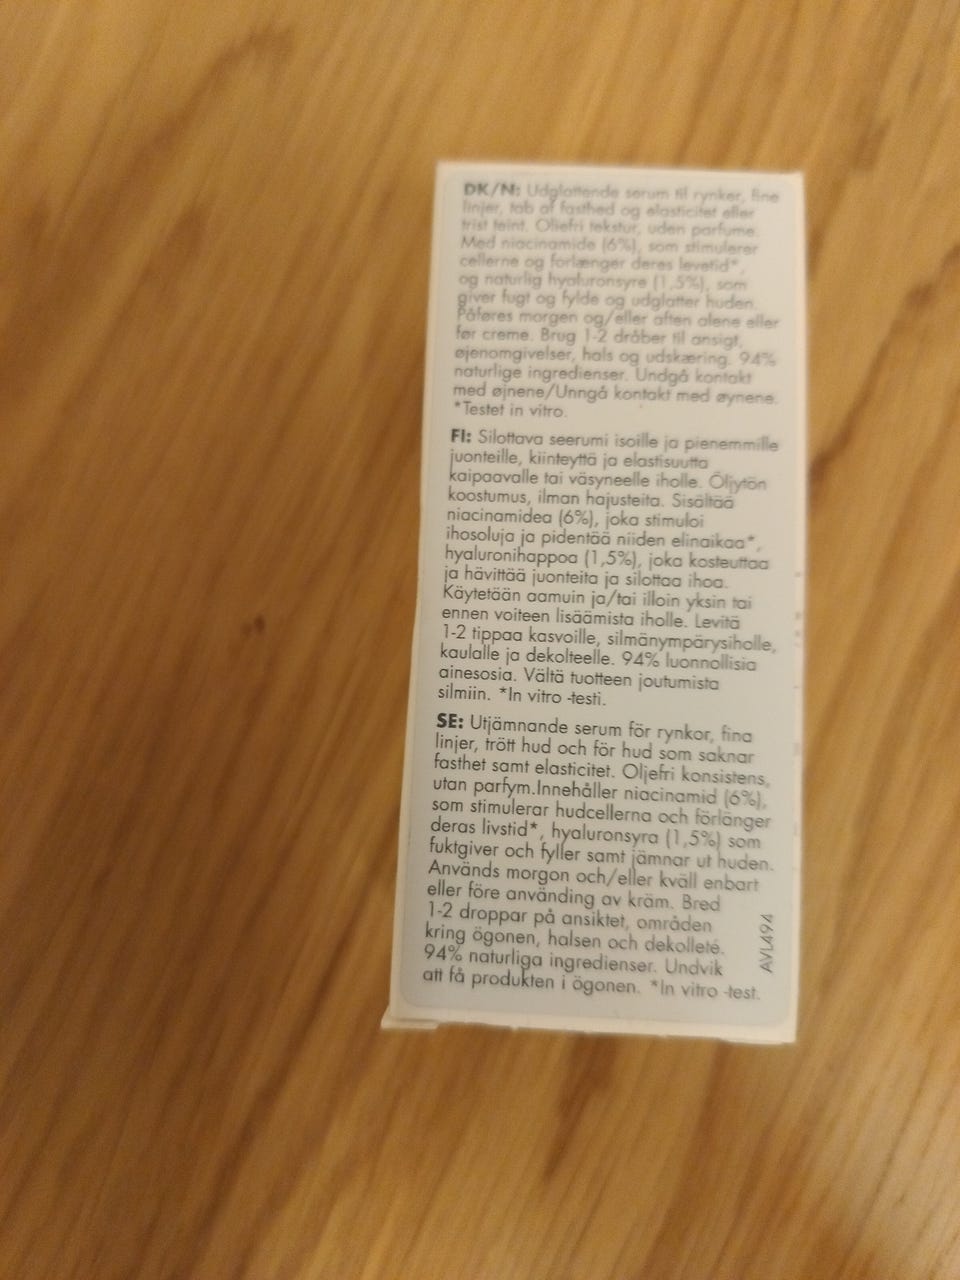 DK/N: Udglattende serum til rynker, fine
linjer, tab af fasthed og elasticitet eller
trist teint. Oliefri tekstur, uden parfume.
Med niacinamide (6%), som stimulerer
cellerne og forlænger deres levetid*,
og naturlig hyaluronsyre (1,5%), som
giver fugt og fylde og udglatter huden.
Påføres morgen og/eller aften alene eller
før creme. Brug 1-2 dråber til ansigt,
øjenomgivelser, hals og udskæring. 94%
naturlige ingredienser. Undgå kontakt
med øjnene/Unngå kontakt med øynene.
*Testet in vitro.
FI: Silottava seerumi isoille ja pienemmille
juonteille, kiinteyttä ja elastisuutta
kaipaavalle tai väsyneelle iholle. Öljytön
koostumus, ilman hajusteita. Sisältää
niacinamidea (6%), joka stimuloi
ihosoluja ja pidentää niiden elinaikaa*,
hyaluronihappoa (1,5%), joka kosteuttaa
ja hävittää juonteita ja silottaa ihoa.
Käytetään aamuin ja/tai illoin yksin tai
ennen voiteen lisäämista iholle. Levitä
1-2 tippaa kasvoille, silmänympärysiholle,
kaulalle ja dekolteelle. 94% luonnollisia
ainesosia. Vältä tuotteen joutumista
silmiin. *In vitro -testi.
SE: Utjämnande serum för rynkor, fina
linjer, trött hud och för hud som saknar
fasthet samt elasticitet. Oljefri konsistens,
utan parfym.Innehåller niacinamid (6%),
som stimulerar hudcellerna och förlänger
deras livstid*, hyaluronsyra (1,5%) som
fuktgiver och fyller samt jämnar ut huden.
Används morgon och/eller kväll enbart
eller före använding av kräm. Bred
1-2 droppar på ansiktet, områden
kring ögonen, halsen och dekolleté.
94% naturliga ingredienser. Undvik
att få produkten i ögonen. *In vitro -test.
AVL494